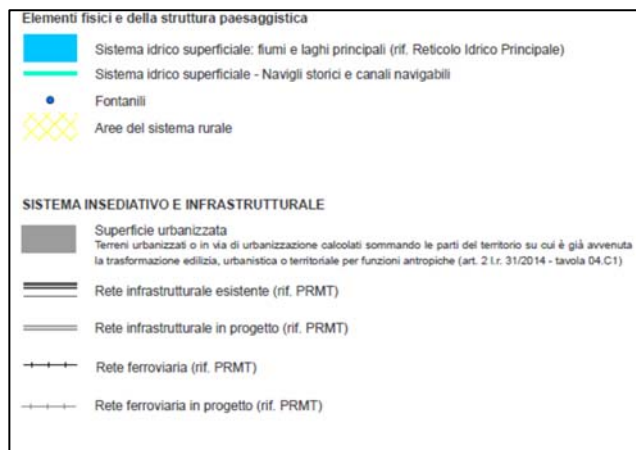 Elementi fisici e della struttura paesaggistica
Sistema idrico superficiale: fiumi e laghi principali (rif. Reticolo Idrico Principale)
Sistema idrico superficiale - Navigli storici e canali navigabili
Fontanili
Aree del sistema rurale
SISTEMA INSEDIATIVO E INFRASTRUTTURALE
Superficie urbanizzata
Terreni urbanizzati o in via di urbanizzazione calcolati sommando le parti del territorio su cui è già avvenuta
la trasformazione edilizia, urbanistica o territoriale per funzioni antropiche (art. 2 l.r. 31/2014 - tavola 04.C1)
Rete infrastrutturale esistente (rif. PRMT)
Rete infrastrutturale in progetto (rif. PRMT)
Rete ferroviaria (rif. PRMT)
Rete ferroviaria in progetto (rif. PRMT)